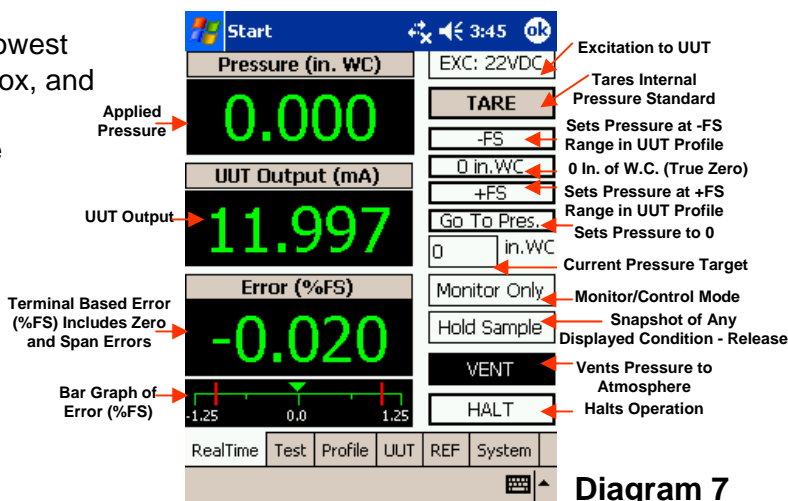 owest
ox, and
e
Applied
Pressure
UUT Output
Terminal Based Error
(%FS) Includes Zero
and Span Errors
Bar Graph of
Error (%FS)
Start 3:45 ok
Pressure (in. WC)
0.000
UUT Output (mA)
11.997
Error (%FS)
-0.020
-1.25 0.0 1.25
EXC: 22VDC
TARE
-FS
0 in.WC
+FS
Go To Pres.
0 in.WC
Monitor Only
Hold Sample
VENT
HALT
RealTime Test Profile UUT REF System
Excitation to UUT
Tares Internal
Pressure Standard
Sets Pressure at -FS
Range in UUT Profile
0 In. of W.C. (True Zero)
Sets Pressure at +FS
Range in UUT Profile
Sets Pressure to 0
Current Pressure Target
Monitor/Control Mode
Snapshot of Any
Displayed Condition - Release
Vents Pressure to
Atmosphere
Halts Operation
Diagram 7